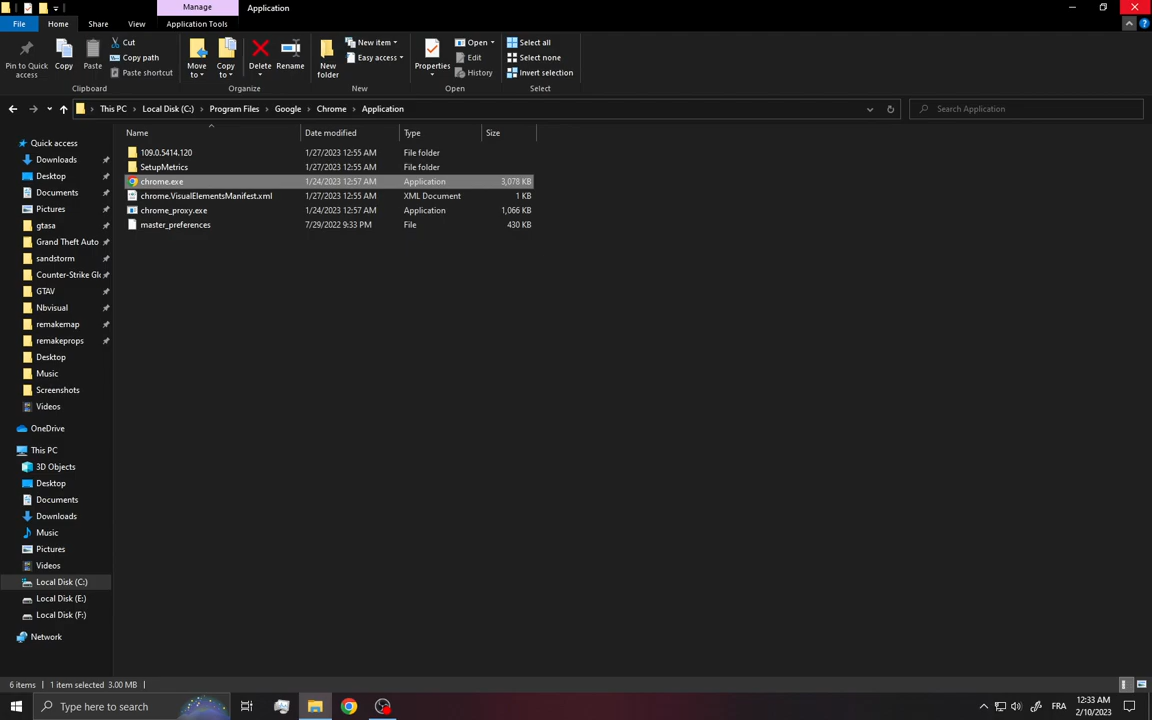 Manage
Application
File
Home
Share
View
Application Tools
Pin to Quick access
Copy
Paste
Cut
Copy path
Paste shortcut
Clipboard
Move to
Copy to
Delete
Rename
Organize
New folder
New item
Easy access
New
Properties
Open
Edit
History
Open
Select all
Select none
Invert selection
Select
This PC > Local Disk (C:) > Program Files > Google > Chrome > Application
Search Application
Name Date modified Type Size
109.0.5414.120 1/27/2023 12:55 AM File folder
SetupMetrics 1/27/2023 12:55 AM File folder
chrome.exe 1/24/2023 12:57 AM Application 3,078 KB
chrome.VisualElementsManifest.xml 1/27/2023 12:55 AM XML Document 1 KB
chrome_proxy.exe 1/24/2023 12:57 AM Application 1,066 KB
master_preferences 7/29/2022 9:33 PM File 430 KB
Quick access
Downloads
Desktop
Documents
Pictures
gtasa
Grand Theft Auto
sandstorm
Counter-Strike Glo
GTAV
Nbvisual
remakemap
remakeprops
Desktop
Music
Screenshots
Videos
OneDrive
This PC
3D Objects
Desktop
Documents
Downloads
Music
Pictures
Videos
Local Disk (C:)
Local Disk (E:)
Local Disk (F:)
Network
6 items
1 item selected 3.00 MB
Type here to search
FRA
12:33 AM
2/10/2023